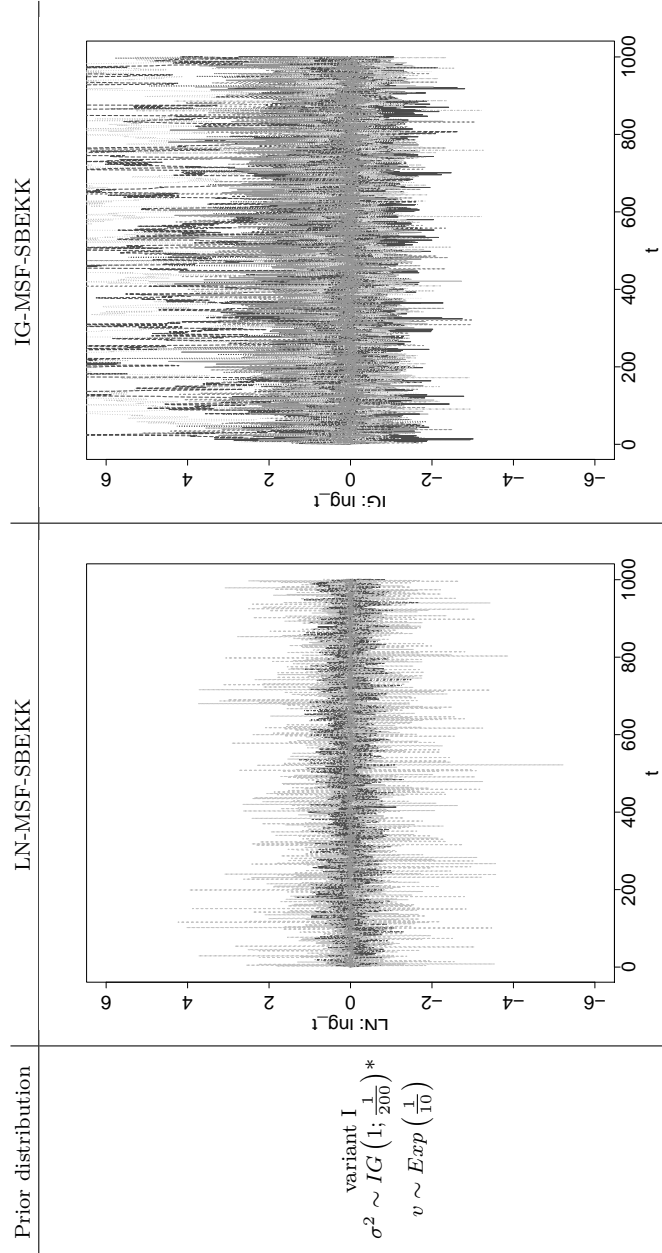 Prior distribution
LN-MSF-SBEKK
IG-MSF-SBEKK
variant I
σ² ∼ IG (1; 1/200)*
v ∼ Exp (1/10)
LN: lng_t
6
4
2
0
−2
−4
−6
0
200
400
600
800
1000
t
IG: lng_t
6
4
2
0
−2
−4
−6
0
200
400
600
800
1000
t